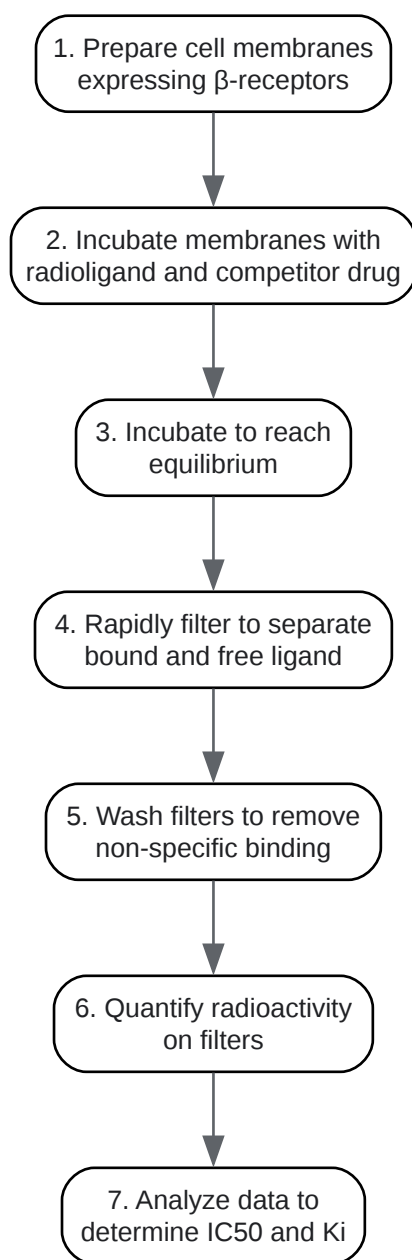 1. Prepare cell membranes
expressing β-receptors
2. Incubate membranes with
radioligand and competitor drug
3. Incubate to reach
equilibrium
4. Rapidly filter to separate
bound and free ligand
5. Wash filters to remove
non-specific binding
6. Quantify radioactivity
on filters
7. Analyze data to
determine IC50 and Ki